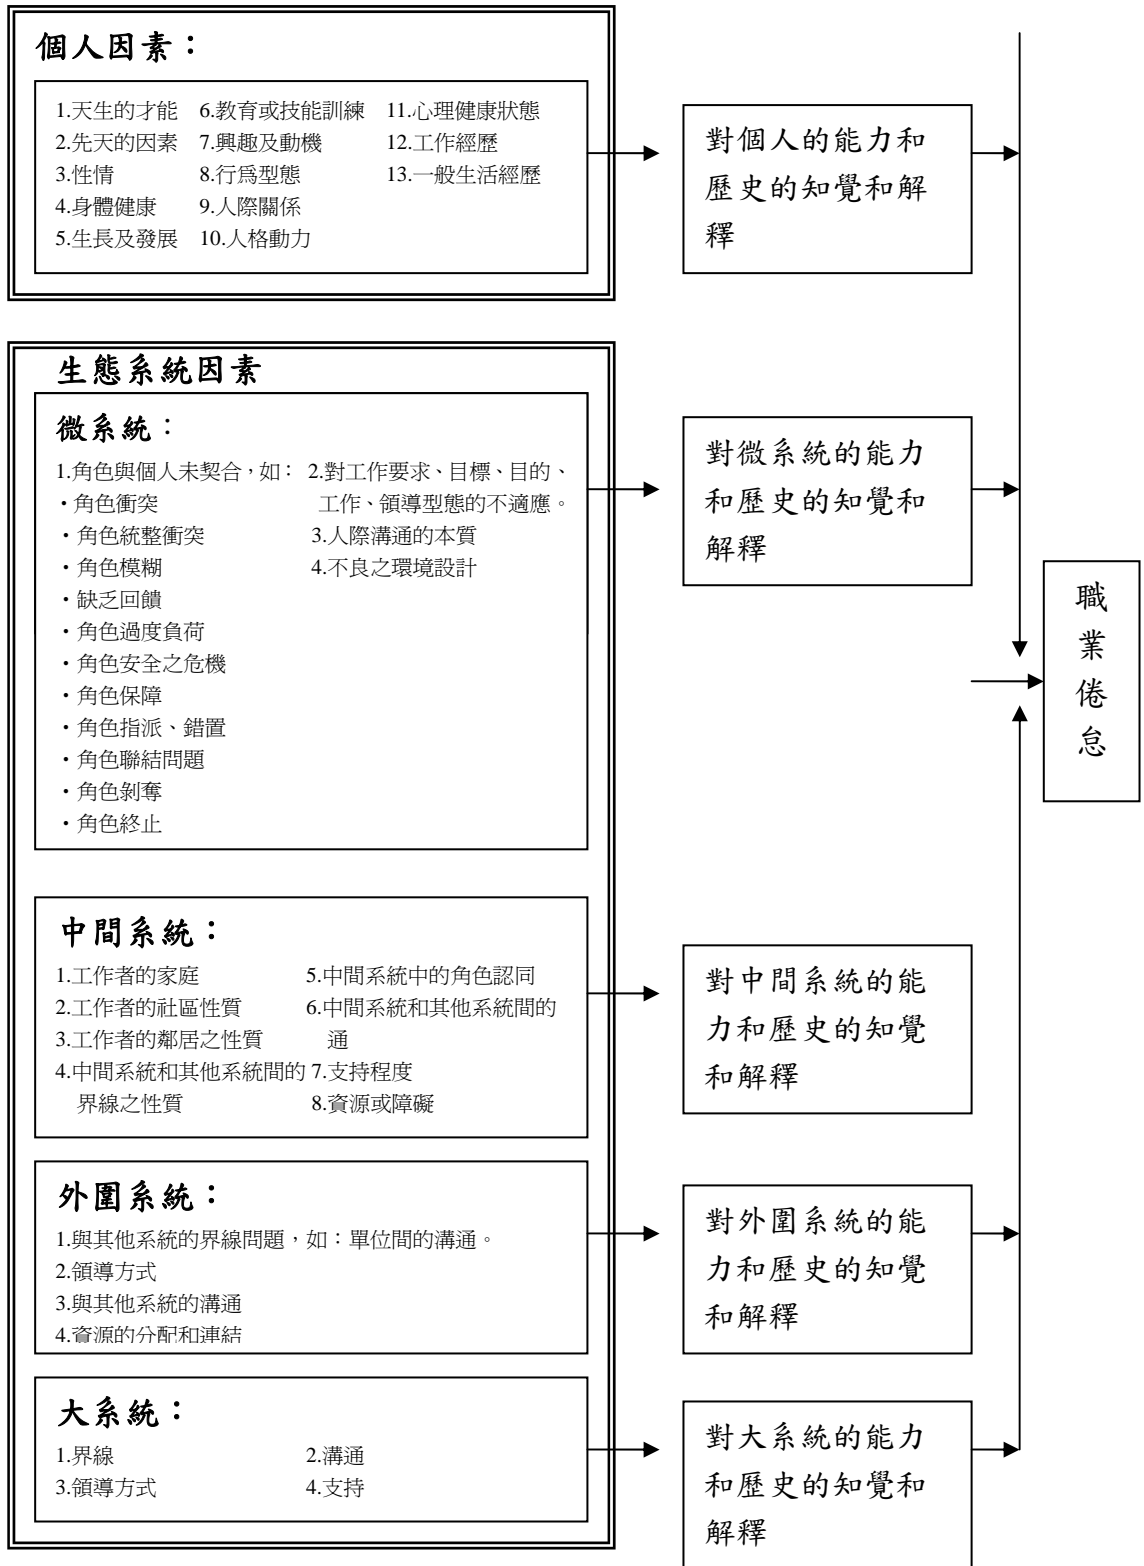 個人因素：
1.天生的才能 6.教育或技能訓練 11.心理健康狀態
2.先天的因素 7.興趣及動機 12.工作經歷
3.性情 8.行為型態 13.一般生活經歷
4.身體健康 9.人際關係
5.生長及發展 10.人格動力
對個人的能力和
歷史的知覺和解
釋
生態系統因素
微系統：
1.角色與個人未契合，如： 2.對工作要求、目標、目的、
・角色衝突 工作、領導型態的不適應。
・角色統整衝突 3.人際溝通的本質
・角色模糊 4.不良之環境設計
・缺乏回饋
・角色過度負荷
・角色安全之危機
・角色保障
・角色指派、錯置
・角色聯結問題
・角色剝奪
・角色終止
對微系統的能力
和歷史的知覺和
解釋
職
業
倦
怠
中間系統：
1.工作者的家庭 5.中間系統中的角色認同
2.工作者的社區性質 6.中間系統和其他系統間的
3.工作者的鄰居之性質 通
4.中間系統和其他系統間的 7.支持程度
界線之性質 8.資源或障礙
對中間系統的能
力和歷史的知覺
和解釋
外圍系統：
1.與其他系統的界線問題，如：單位間的溝通。
2.領導方式
3.與其他系統的溝通
4.資源的分配和連結
對外圍系統的能
力和歷史的知覺
和解釋
大系統：
1.界線 2.溝通
3.領導方式 4.支持
對大系統的能力
和歷史的知覺和
解釋